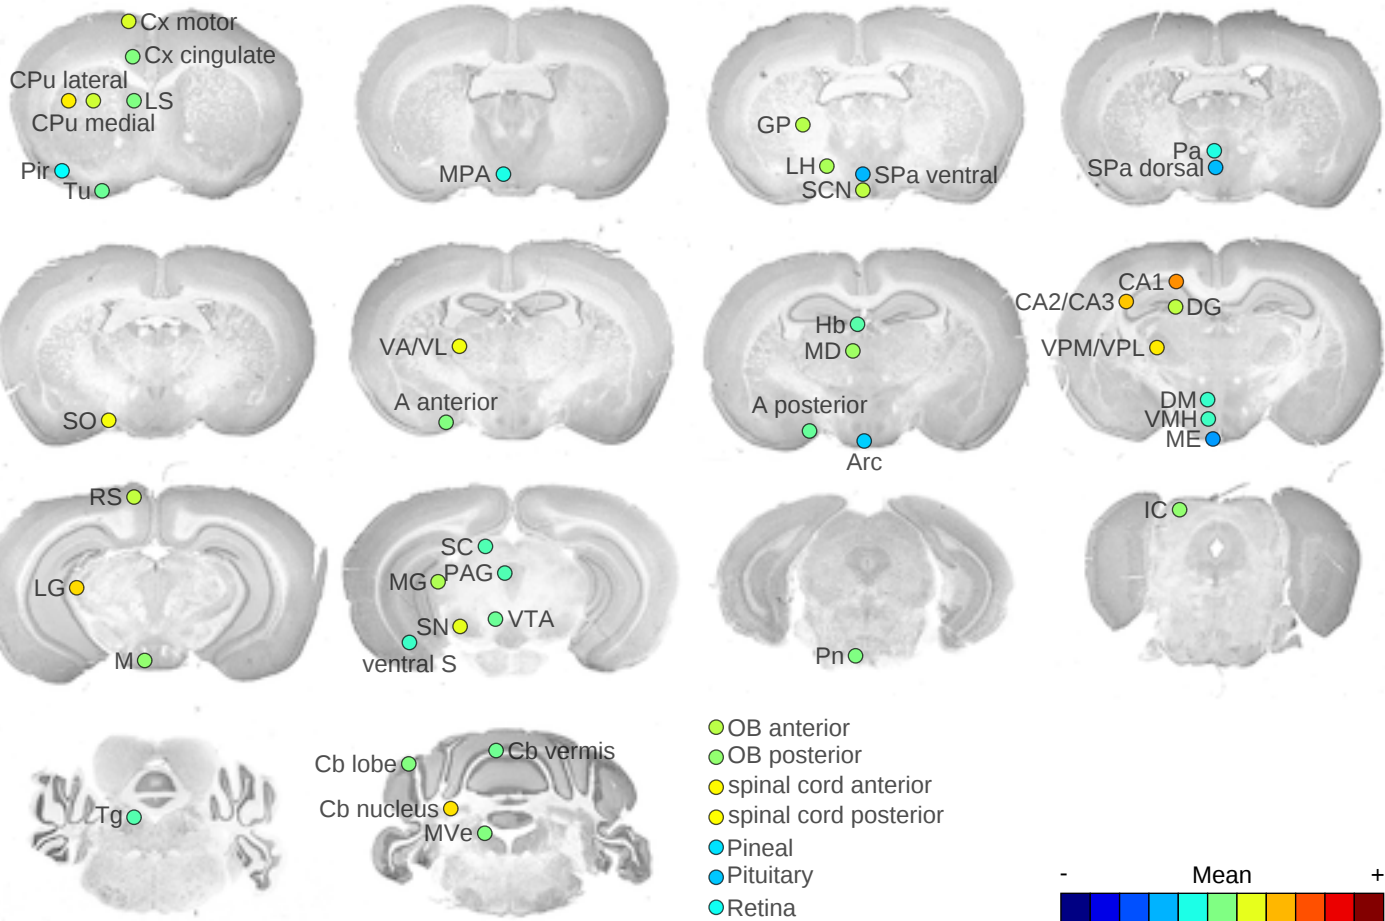 Cx motor
Cx cingulate
CPu lateral
LS
CPu medial
Pir
Tu
MPA
GP
LH
SPa ventral
SCN
Pa
SPa dorsal
SO
VA/VL
A anterior
Hb
MD
A posterior
Arc
CA1
CA2/CA3
DG
VPM/VPL
DM
VMH
ME
RS
LG
M
SC
PAG
MG
VTA
SN
ventral S
Pn
IC
Tg
Cb vermis
Cb lobe
Cb nucleus
MVe
OB anterior
OB posterior
spinal cord anterior
spinal cord posterior
Pineal
Pituitary
Retina
- Mean +